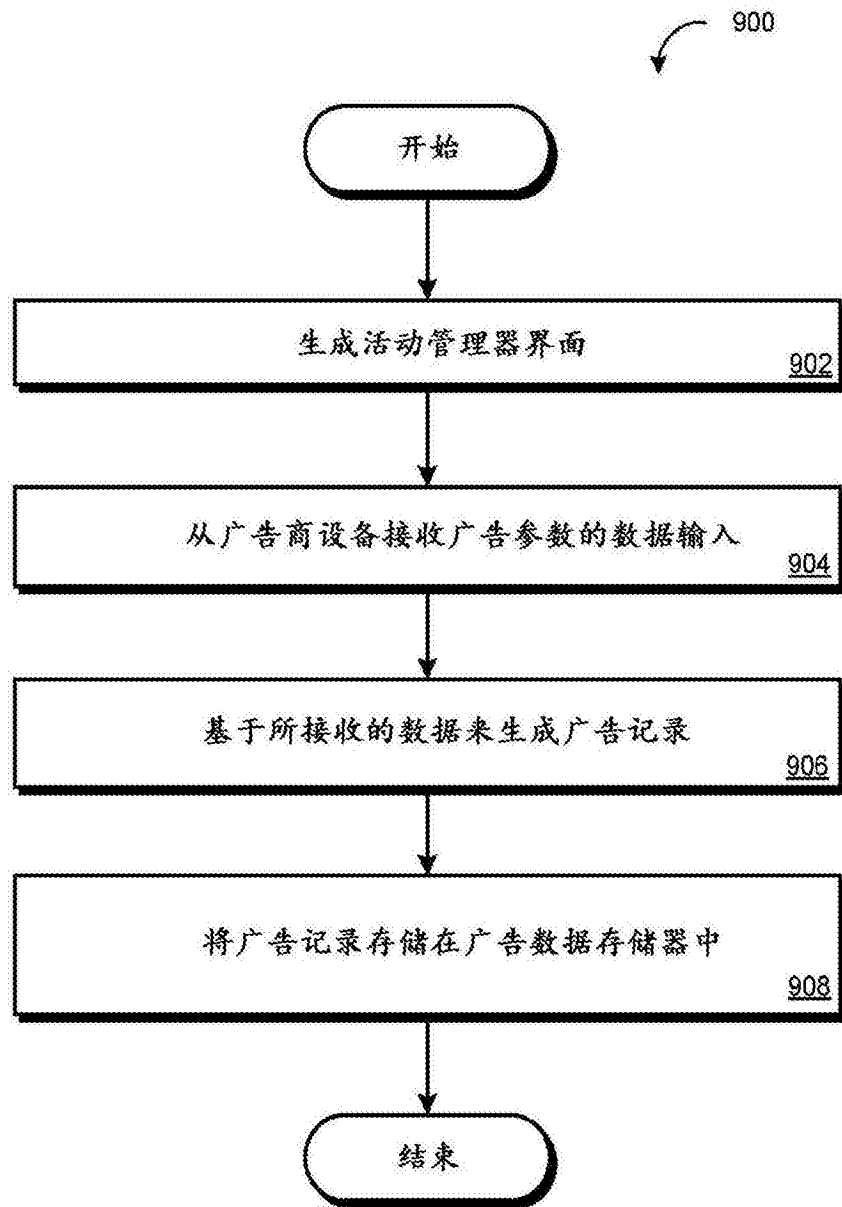 900
开始
生成活动管理器界面
902
从广告商设备接收广告参数的数据输入
904
基于所接收的数据来生成广告记录
906
将广告记录存储在广告数据存储器中
908
结束